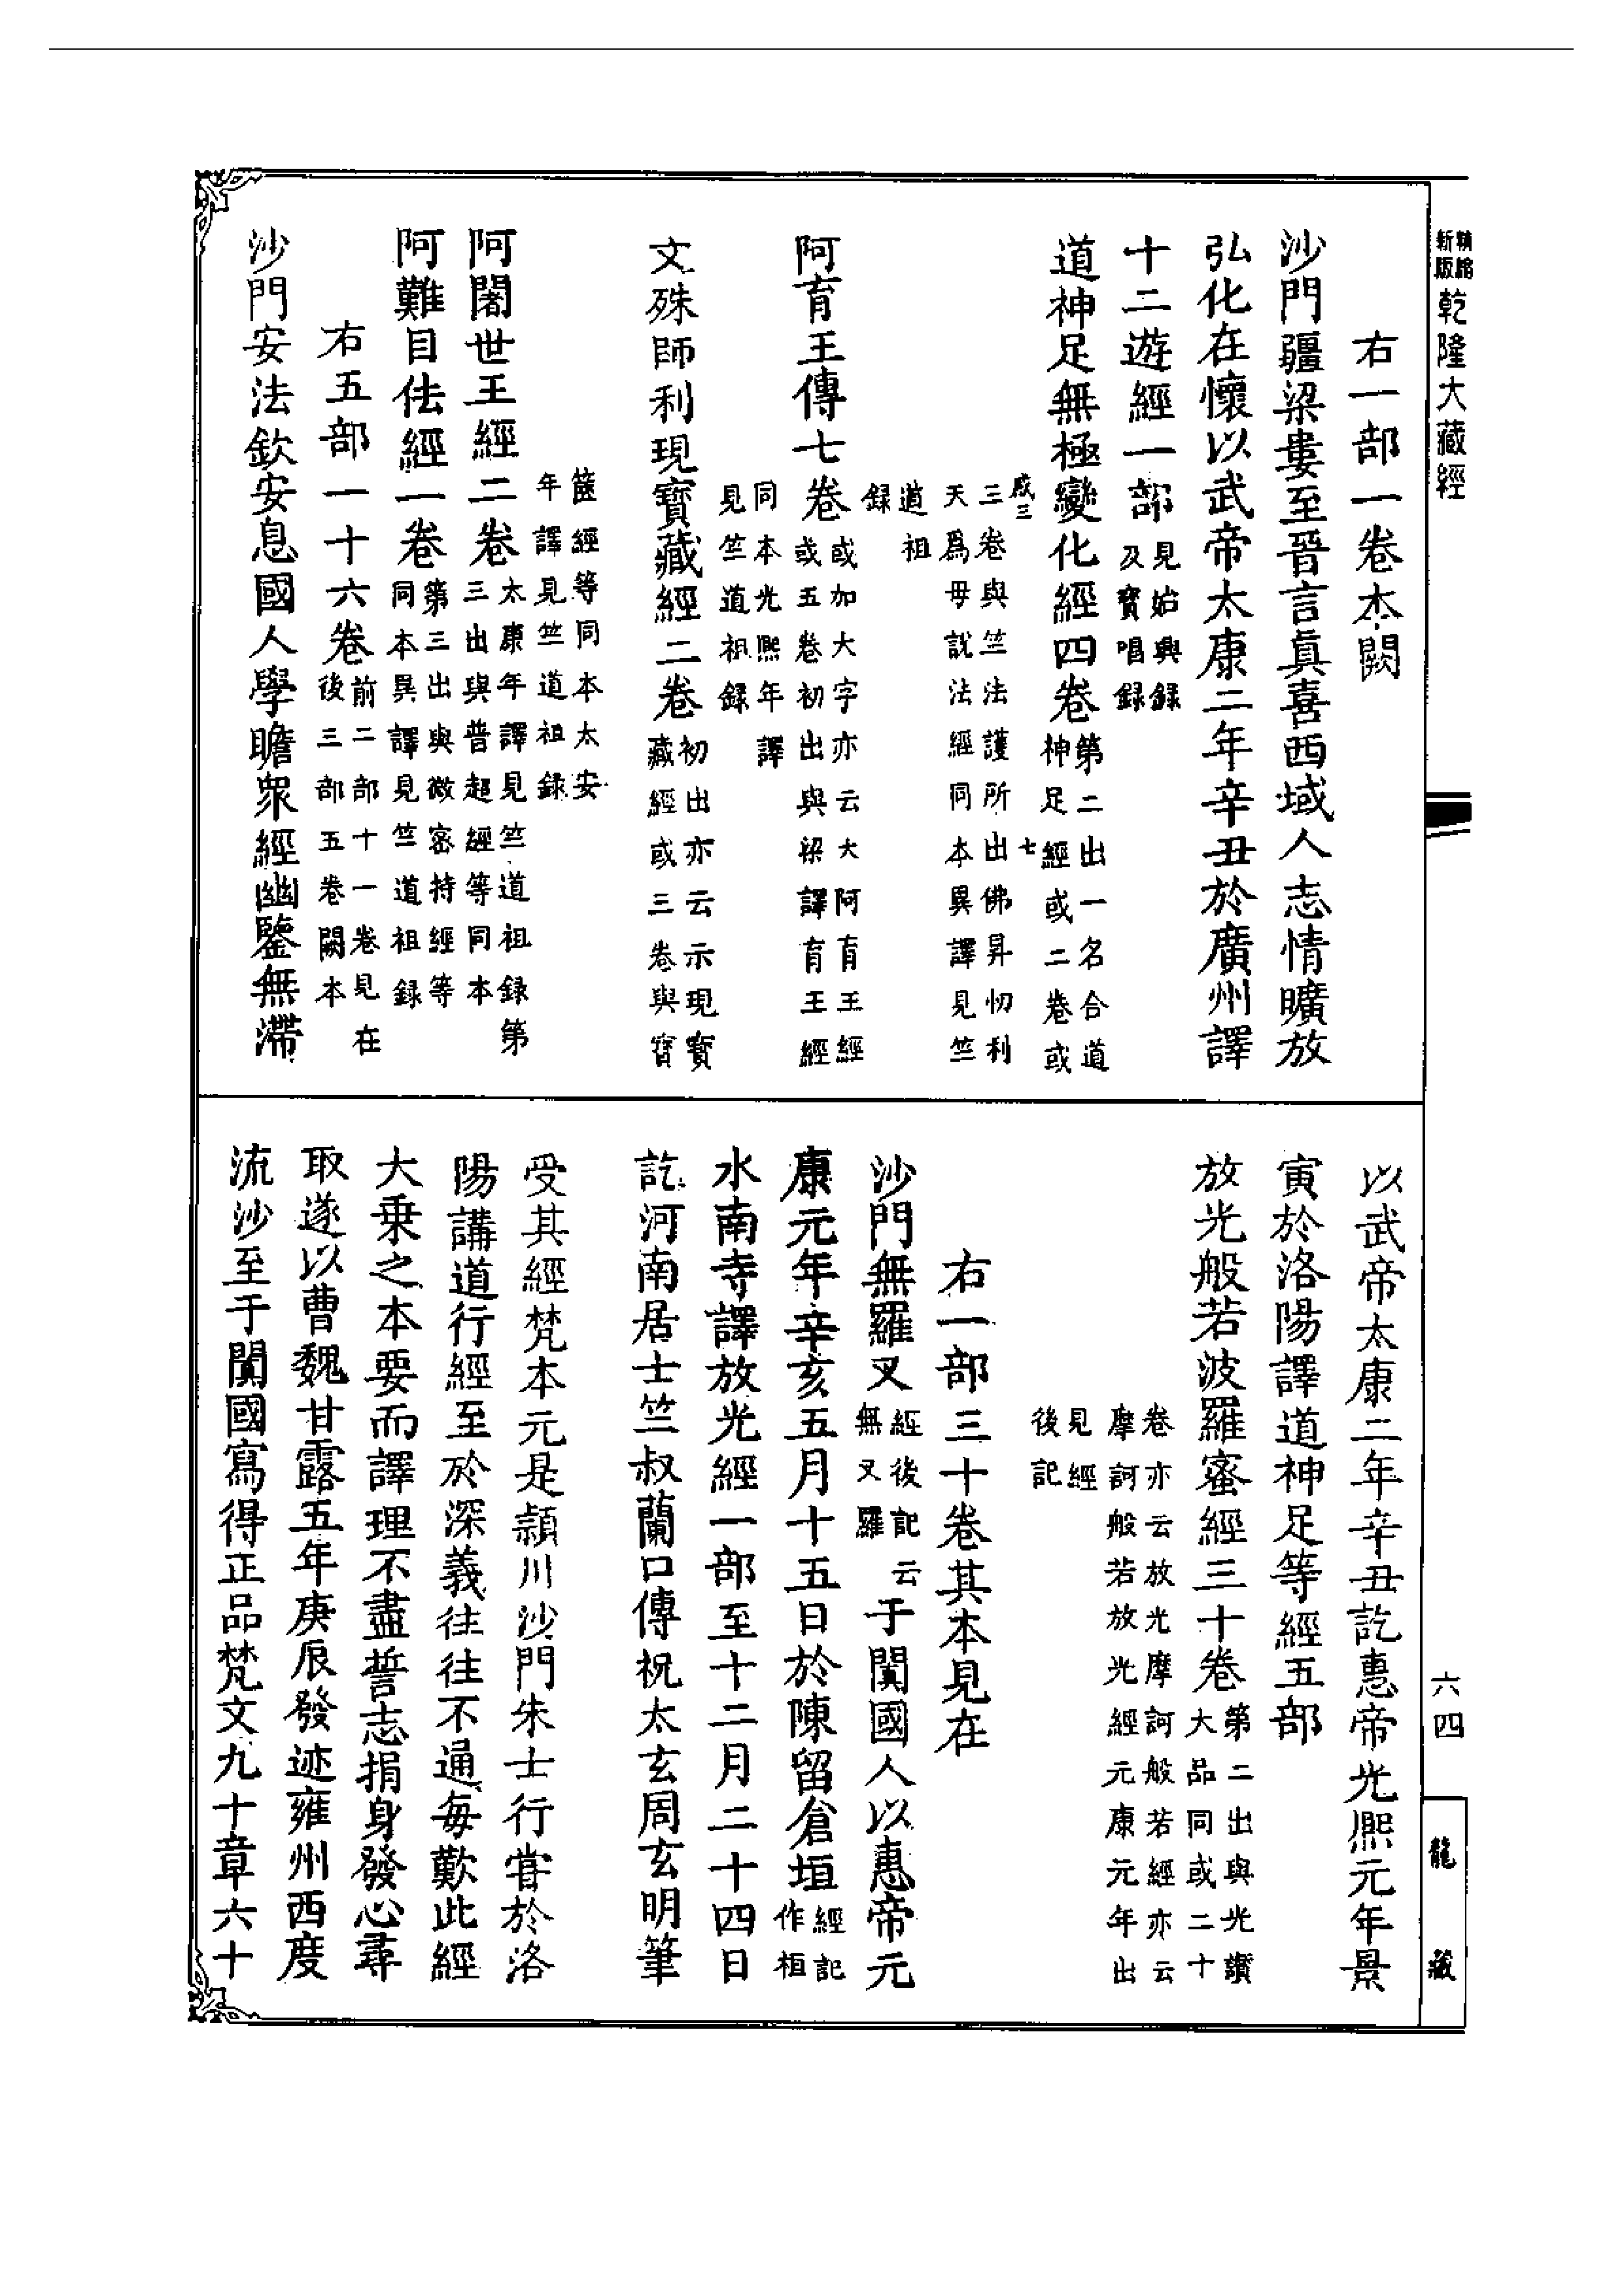 精縮新版乾隆大藏經
右一部一卷本闕
沙門疆梁婁至晉言真喜西域人志情曠放
弘化在懷以武帝太康二年辛丑於廣州譯
十二遊經一部見始興錄及寶唱錄
道神足無極變化經四卷第二出一名合道神足經或二卷或
三卷與竺法護所出佛昇忉利天爲母說法經同本異譯見竺
道祖錄
阿育王傳七卷或加大字亦云大阿育王經或五卷初出與梁譯育王經
同本光熙年譯見竺道祖錄
文殊師利現寶藏經二卷初出亦云示現寶藏經或三卷與寶
篋經等同本太安年譯見竺道祖錄
阿闍世王經二卷太康年譯見竺道祖錄第三出與普超經等同本
阿難目佉經一卷第三出與微密持經等同本異譯見竺道祖錄
右五部一十六卷前二部十一卷見在後三部五卷闕本
沙門安法欽安息國人學瞻衆經幽鑒無滯
以武帝太康二年辛丑訖惠帝光熙元年景
寅於洛陽譯道神足等經五部
放光般若波羅蜜經三十卷第二出與光讚大品同或二十
卷亦云放光摩訶般若經亦云摩訶般若放光經元康元年出
見經後記
右一部三十卷其本見在
沙門無羅叉經後記云無叉羅于闐國人以惠帝元
康元年辛亥五月十五日於陳留倉垣經記作桓
水南寺譯放光經一部至十二月二十四日
訖河南居士竺叔蘭口傳祝太玄周玄明筆
受其經梵本元是頴川沙門朱士行甞於洛
陽講道行經至於深義往往不通每歎此經
大乗之本要而譯理不盡誓志捐身發心尋
取遂以曹魏甘露五年庚辰發迹雍州西度
流沙至于闐國寫得正品梵文九十章六十
感三
七
六四
龍藏